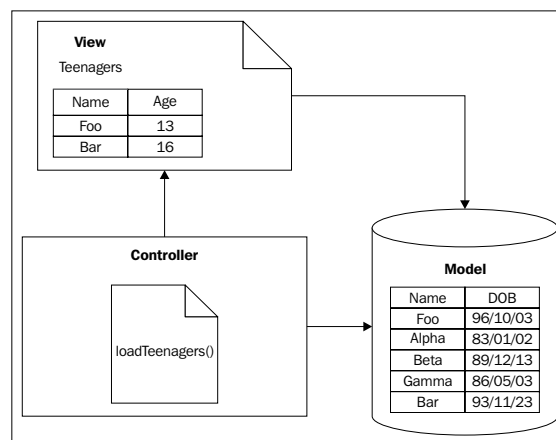 View
Teenagers
Name Age
Foo 13
Bar 16
Controller
loadTeenagers()
Model
Name DOB
Foo 96/10/03
Alpha 83/01/02
Beta 89/12/13
Gamma 86/05/03
Bar 93/11/23